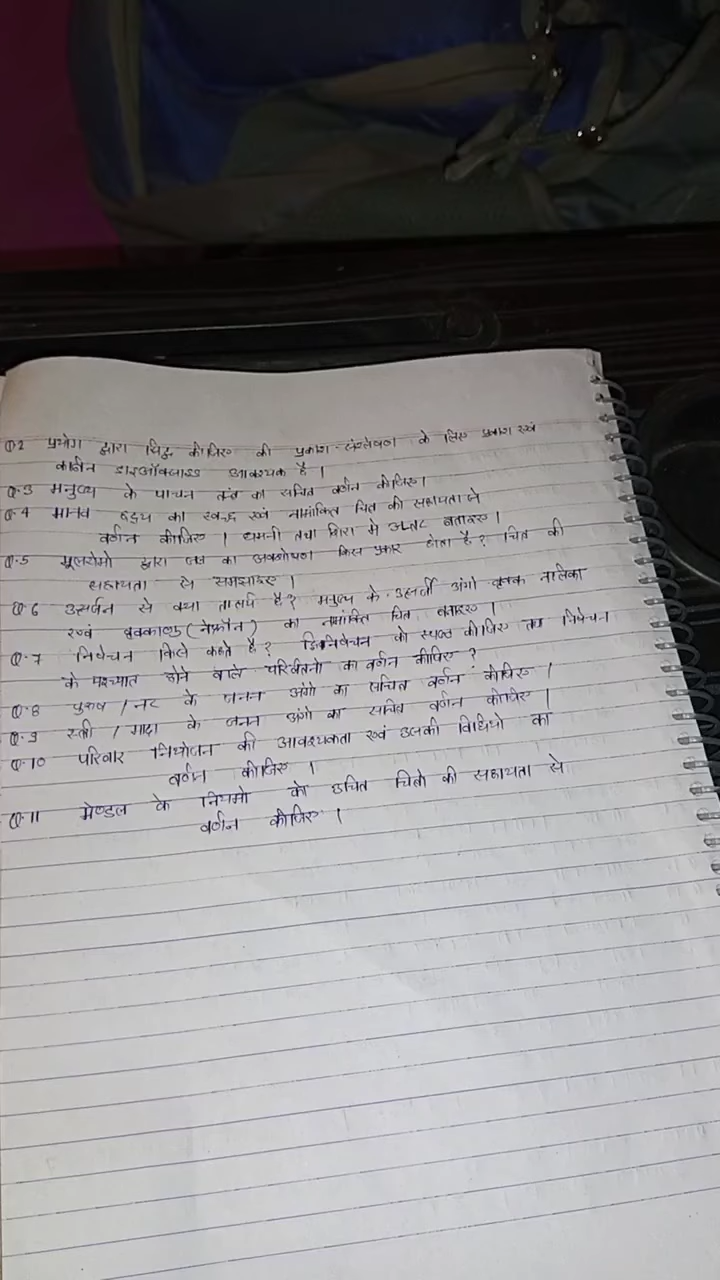 Q.2 प्रयोग द्वारा सिद्ध कीजिए की प्रकाश-संश्लेषण के लिए प्रकाश एवं
कार्बन डाइऑक्साइड आवश्यक है।
Q.3 मनुष्य के पाचन तंत्र का सचित्र वर्णन कीजिए।
Q.4 मानव हृदय का स्वच्छ एवं नामांकित चित्र की सहायता से
वर्णन कीजिए। धमनी तथा शिरा मे अन्तर बताइए।
Q.5 मूलरोमो द्वारा जल का अवशोषण किस प्रकार होता है? चित्र की
सहायता से समझाइए।
Q.6 उत्सर्जन से क्या तात्पर्य है? मनुष्य के उत्सर्जी अंगो वृक्क नालिका
एवं वृक्काणु (नेफ्रॉन) का नामांकित चित्र बनाइए।
Q.7 निषेचन किसे कहते है? द्विनिषेचन को स्पष्ट कीजिए तथा निषेचन
के पश्चात होने वाले परिवर्तनो का वर्णन कीजिए?
Q.8 पुरुष / नर के जनन अंगो का सचित्र वर्णन कीजिए।
Q.9 स्त्री / मादा के जनन अंगो का सचित्र वर्णन कीजिए।
Q.10 परिवार नियोजन की आवश्यकता एवं उसकी विधियो का
वर्णन कीजिए।
Q.11 मेण्डल के नियमो को उचित चित्रो की सहायता से
वर्णन कीजिए।